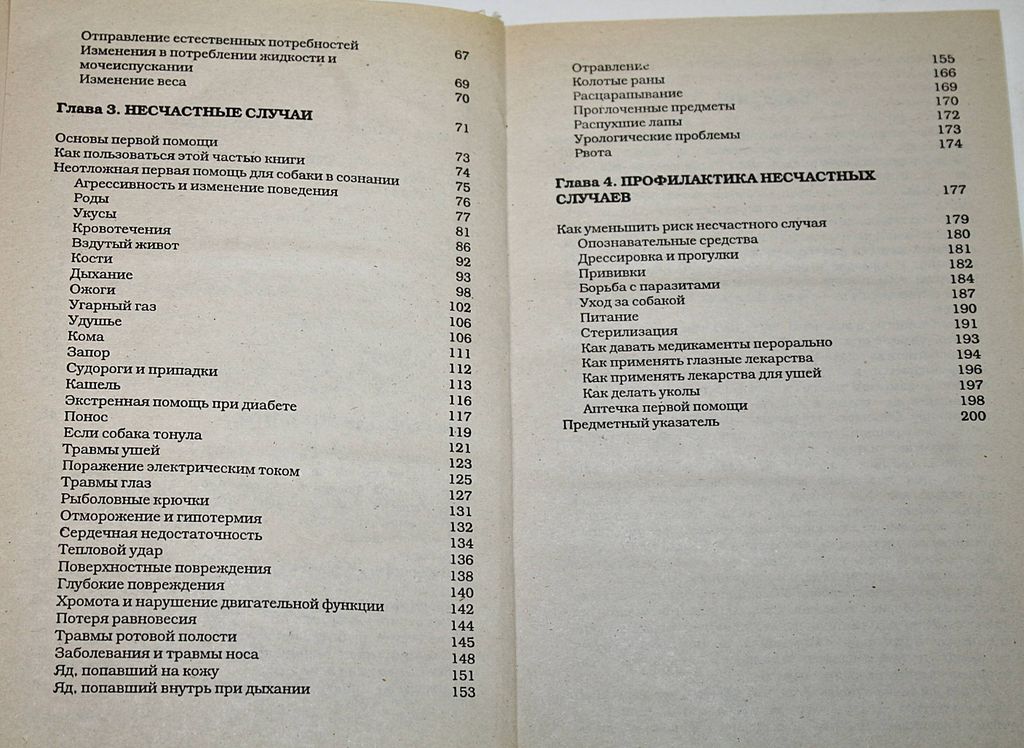 Отправление естественных потребностей 67
Изменения в потреблении жидкости и
мочеиспускании 69
Изменение веса 70
Глава 3. НЕСЧАСТНЫЕ СЛУЧАИ 71
Основы первой помощи 73
Как пользоваться этой частью книги 74
Неотложная первая помощь для собаки в сознании 75
Агрессивность и изменение поведения 76
Роды 77
Укусы 81
Кровотечения 86
Вздутый живот 92
Кости 93
Дыхание 98
Ожоги 102
Угарный газ 106
Удушье 106
Кома 111
Запор 112
Судороги и припадки 113
Кашель 116
Экстренная помощь при диабете 117
Понос 119
Если собака тонула 121
Травмы ушей 123
Поражение электрическим током 125
Травмы глаз 127
Рыболовные крючки 131
Отморожение и гипотермия 132
Сердечная недостаточность 134
Тепловой удар 136
Поверхностные повреждения 138
Глубокие повреждения 140
Хромота и нарушение двигательной функции 142
Потеря равновесия 144
Травмы ротовой полости 145
Заболевания и травмы носа 148
Яд, попавший на кожу 151
Яд, попавший внутрь при дыхании 153
Отравление 155
Колотые раны 166
Расцарапывание 169
Проглоченные предметы 170
Распухшие лапы 172
Урологические проблемы 173
Рвота 174
Глава 4. ПРОФИЛАКТИКА НЕСЧАСТНЫХ
СЛУЧАЕВ 177
Как уменьшить риск несчастного случая 179
Опознавательные средства 180
Дрессировка и прогулки 181
Прививки 182
Борьба с паразитами 184
Уход за собакой 187
Питание 190
Стерилизация 191
Как давать медикаменты перорально 193
Как применять глазные лекарства 194
Как применять лекарства для ушей 196
Как делать уколы 197
Аптечка первой помощи 198
Предметный указатель 200